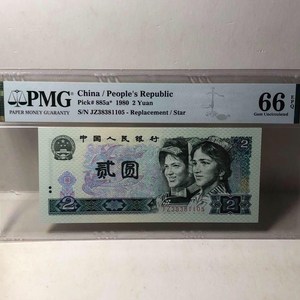 PMG
PAPER MONEY GUARANTY
China / People's Republic
Pick# 885a* 1980 2 Yuan
S/N JZ38381105 - Replacement / Star
66 EPQ
Gem Uncirculated
中国人民银行
2
贰圆
2
2